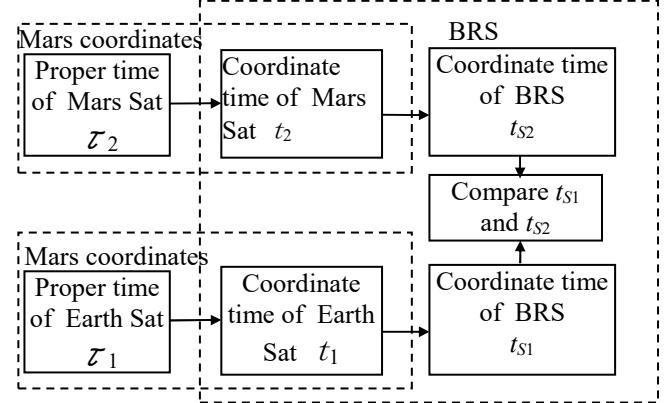 Mars coordinates
Proper time
of Mars Sat
τ2
Coordinate
time of Mars
Sat t2
BRS
Coordinate time
of BRS
tS2
Compare tS1
and tS2
Mars coordinates
Proper time
of Earth Sat
τ1
Coordinate
time of Earth
Sat t1
Coordinate time
of BRS
tS1